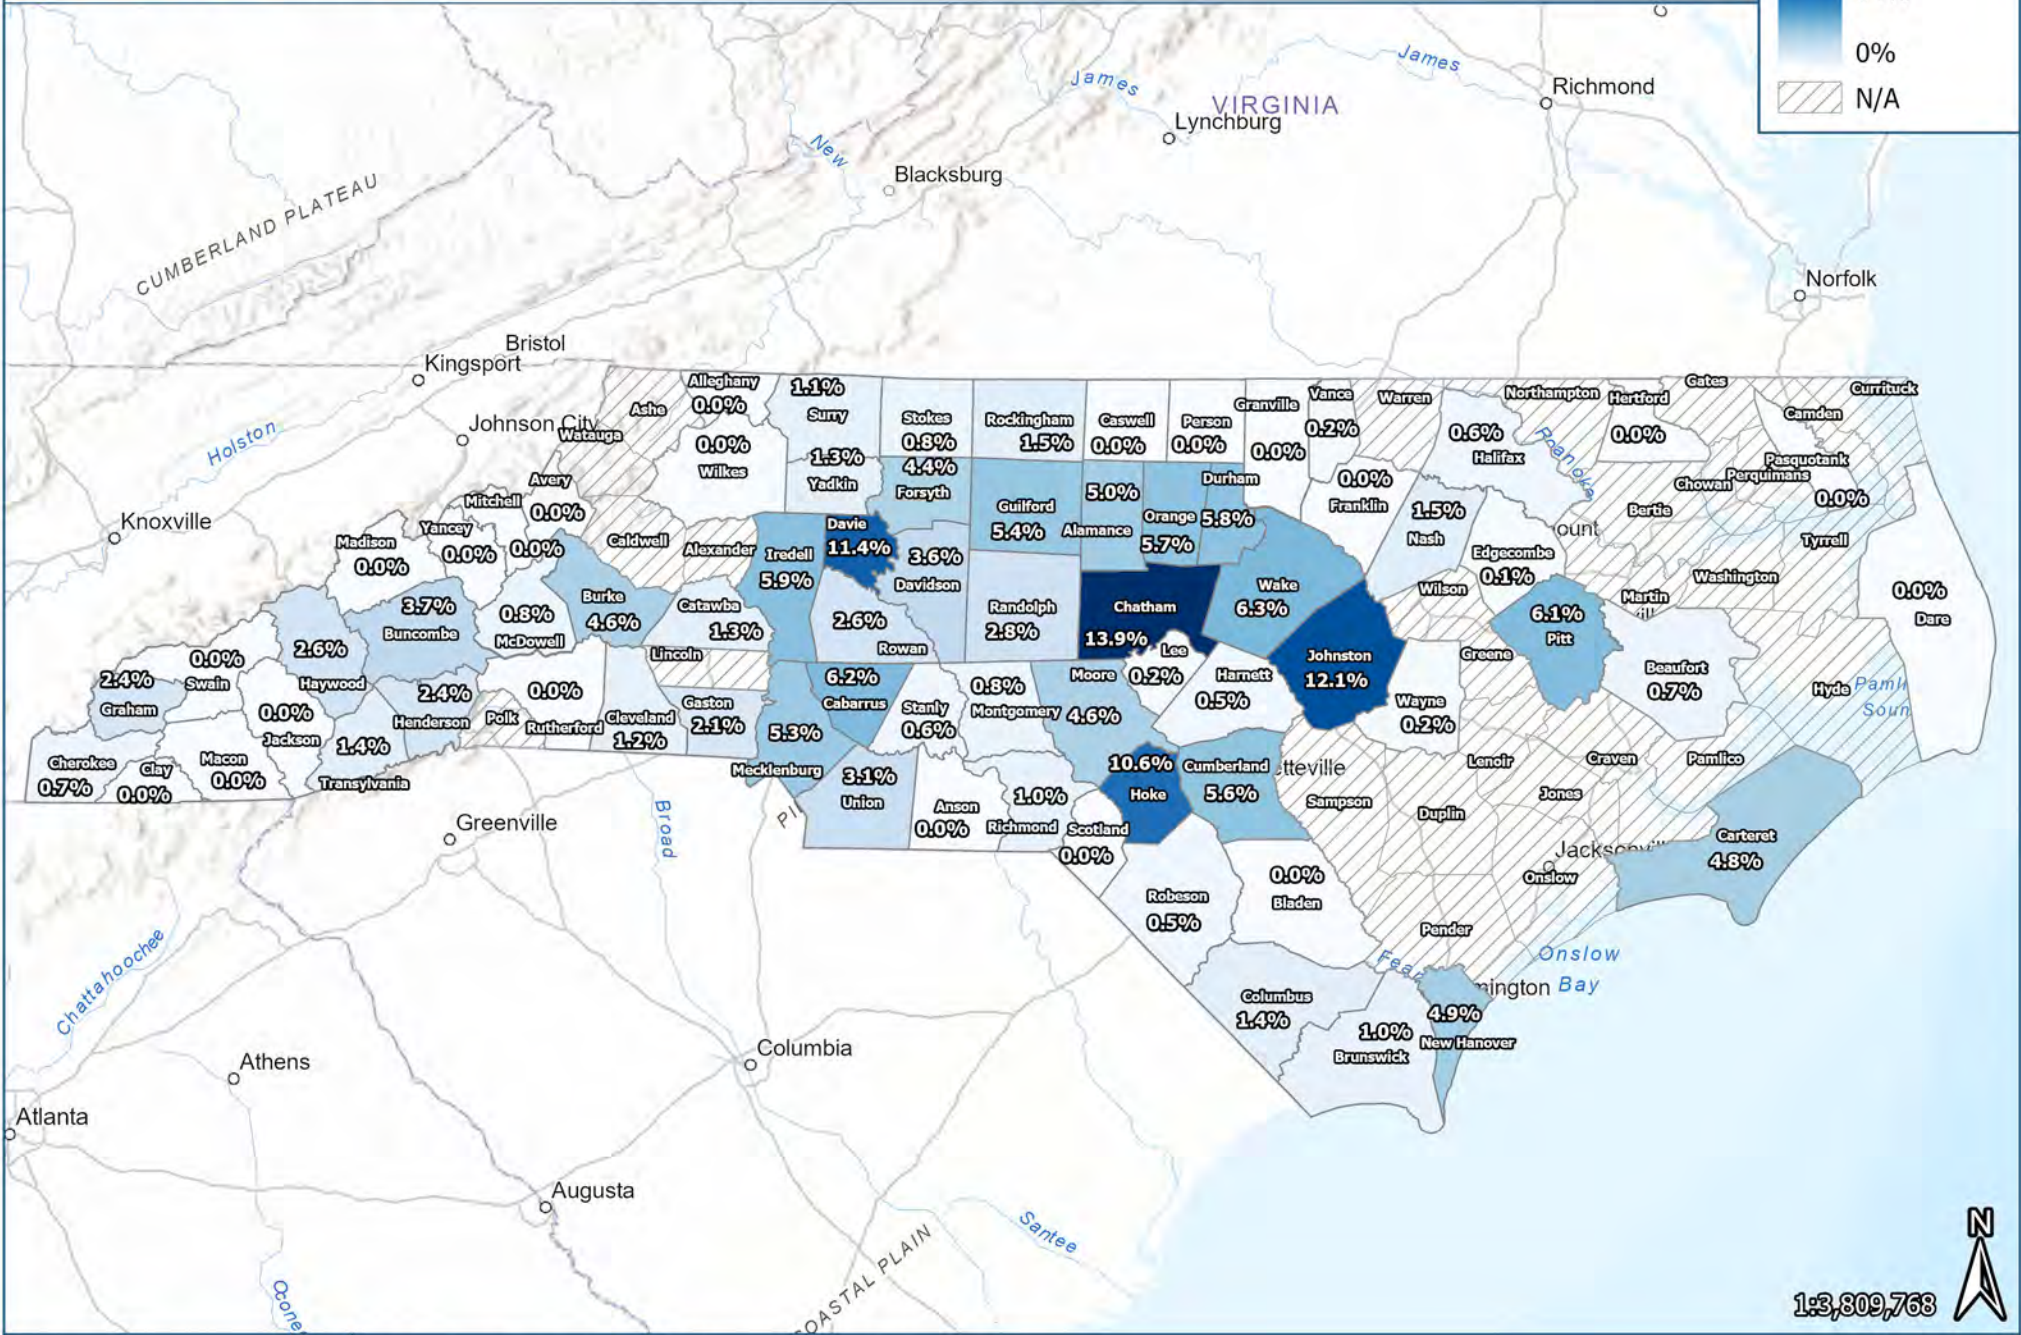 0%
N/A
James
James
VIRGINIA
Richmond
Lynchburg
New
Blacksburg
CUMBERLAND PLATEAU
Norfolk
Bristol
Kingsport
Johnson City
Holston
Knoxville
Ashe
Watauga
Alleghany
0.0%
1.1%
Surry
0.0%
Wilkes
1.3%
Yadkin
Stokes
0.8%
4.4%
Forsyth
Rockingham
1.5%
Caswell
0.0%
Person
0.0%
Granville
0.0%
Vance
0.2%
Warren
0.6%
Halifax
Northampton
Hertford
0.0%
Gates
Currituck
Camden
Pasquotank
0.0%
Perquimans
Chowan
Roanoke
Bertie
Tyrrell
Washington
Martin
Avery
0.0%
Mitchell
0.0%
Yancey
0.0%
Madison
0.0%
Caldwell
Alexander
Iredell
5.9%
Davie
11.4%
3.6%
Davidson
Guilford
5.4%
5.0%
Alamance
Orange
5.7%
Durham
5.8%
0.0%
Franklin
1.5%
Nash
ount
Edgecombe
0.1%
Wilson
Wake
6.3%
Chatham
13.9%
Randolph
2.8%
2.6%
Rowan
Catawba
1.3%
Burke
4.6%
0.8%
McDowell
3.7%
Buncombe
2.6%
Haywood
0.0%
Swain
2.4%
Graham
Cherokee
0.7%
Clay
0.0%
Macon
0.0%
0.0%
Jackson
1.4%
Transylvania
2.4%
Henderson
Polk
0.0%
Rutherford
Cleveland
1.2%
Lincoln
Gaston
2.1%
5.3%
Mecklenburg
6.2%
Cabarrus
Stanly
0.6%
0.8%
Montgomery
Moore
4.6%
Lee
0.2%
Harnett
0.5%
Johnston
12.1%
Wayne
0.2%
Greene
6.1%
Pitt
Beaufort
0.7%
0.0%
Dare
Hyde
Pamli
Soun
3.1%
Union
Anson
0.0%
1.0%
Richmond
Scotland
0.0%
10.6%
Hoke
Cumberland
5.6%
etteville
Sampson
Lenoir
Craven
Pamlico
Jones
Duplin
Jacksonvill
Onslow
Carteret
4.8%
Robeson
0.5%
0.0%
Bladen
Pender
Fear
Onslow
Bay
mington
Columbus
1.4%
1.0%
Brunswick
4.9%
New Hanover
Greenville
Broad
Chattahoochee
Columbia
Athens
Atlanta
Augusta
Santee
Ocone
OASTAL PLAIN
N
1:3,809,768